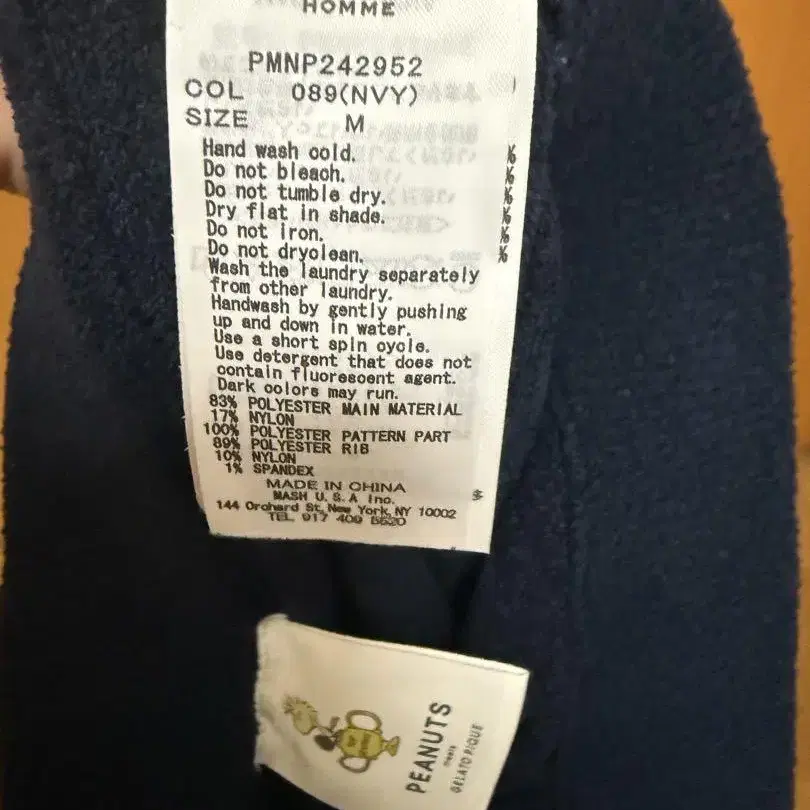 HOMME
PMNP242952
COL 089(NVY)
SIZE M
Hand wash cold.
Do not bleach.
Do not tumble dry.
Dry flat in shade.
Do not iron.
Do not dryclean.
Wash the laundry separately
from other laundry.
Handwash by gently pushing
up and down in water.
Use a short spin cycle.
Use detergent that does not
contain fluorescent agent.
Dark colors may run.
83% POLYESTER MAIN MATERIAL
17% NYLON
100% POLYESTER PATTERN PART
89% POLYESTER RIB
10% NYLON
1% SPANDEX
MADE IN CHINA
MASH U.S.A Inc.
144 Orchard St, New York, NY 10002
TEL 917 409 5520
PEANUTS
meets
GELATO PIQUE